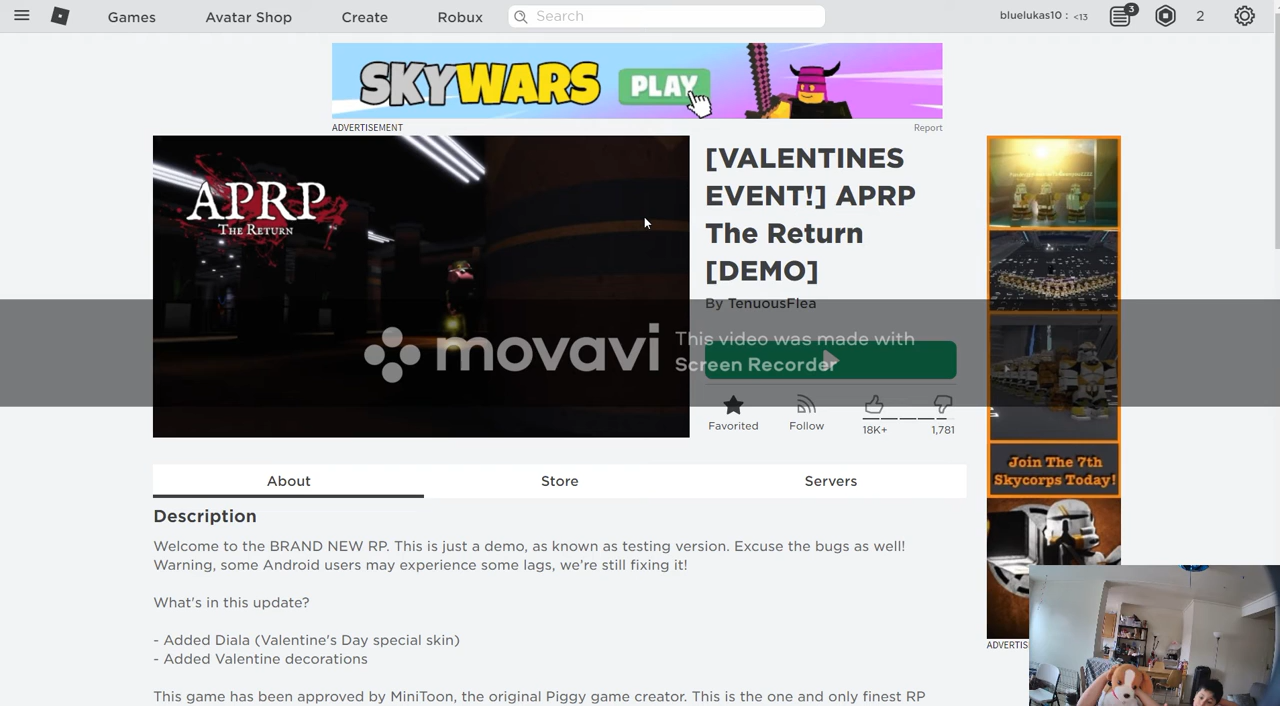 Games
Avatar Shop
Create
Robux
Search
bluelukas10 : <13
3
2
SKYWARS
PLAY
ADVERTISEMENT
Report
APRP
THE RETURN
[VALENTINES
EVENT!] APRP
The Return
[DEMO]
By TenuousFlea
movavi
This video was made with
Screen Recorder
Favorited
Follow
18K+
1,781
Join The 7th
Skycorps Today!
About
Store
Servers
Description
Welcome to the BRAND NEW RP. This is just a demo, as known as testing version. Excuse the bugs as well!
Warning, some Android users may experience some lags, we're still fixing it!
What's in this update?
- Added Diala (Valentine's Day special skin)
- Added Valentine decorations
ADVERTIS
This game has been approved by MiniToon, the original Piggy game creator. This is the one and only finest RP